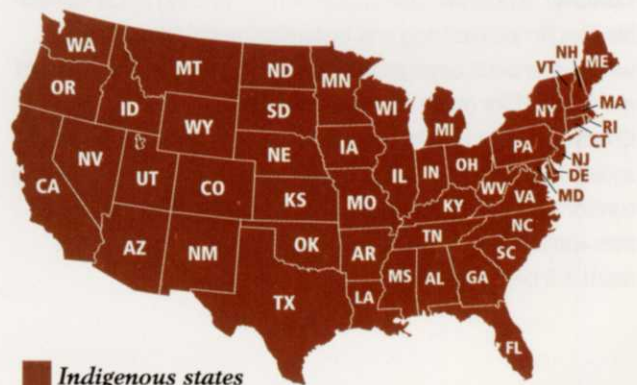 NH
ME
VT
WA
MT
ND
MN
OR
ID
SD
WI
NY
MA
WY
MI
RI
CT
IA
PA
NE
NJ
NV
OH
DE
IL
IN
UT
CO
WV
MD
CA
KS
MO
VA
KY
NC
TN
OK
AZ
NM
AR
SC
MS
AL
GA
TX
LA
FL
Indigenous states